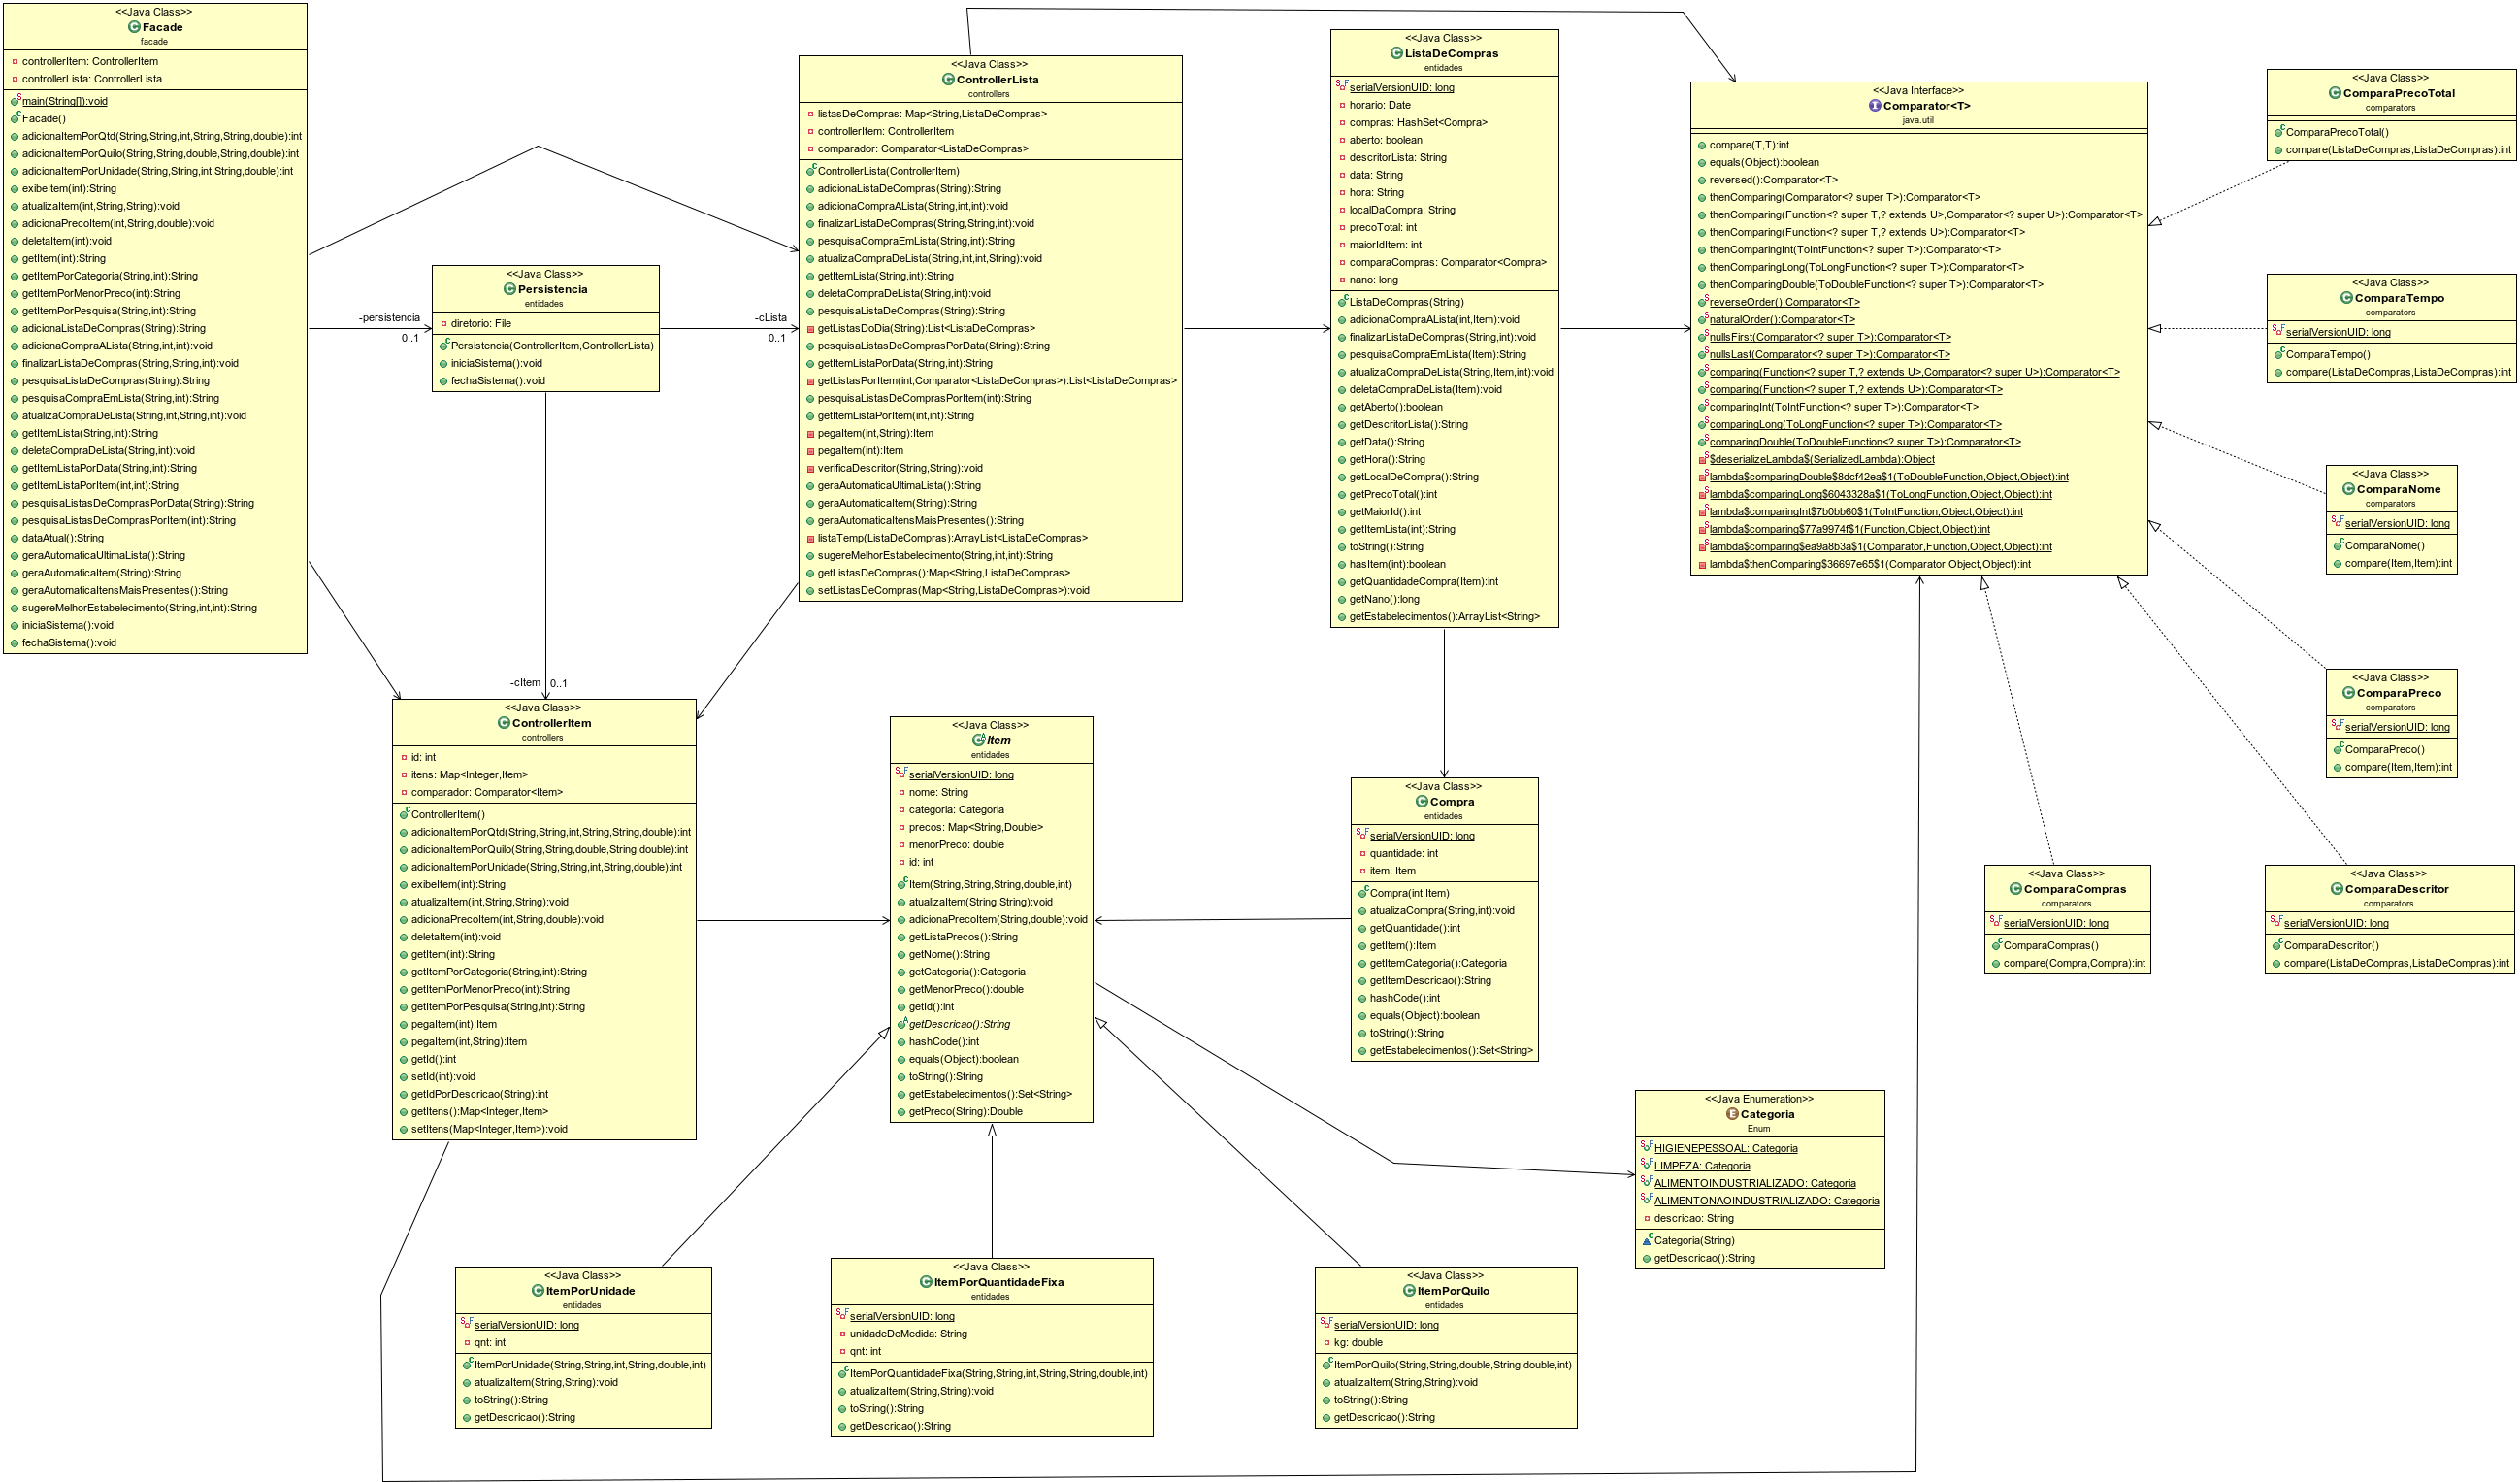 <<Java Class>>
Facade
facade
controllerItem: ControllerItem
controllerLista: ControllerLista
main(String[]):void
Facade()
adicionaItemPorQtd(String,String,int,String,String,double):int
adicionaItemPorQuilo(String,String,double,String,double):int
adicionaItemPorUnidade(String,String,int,String,double):int
exibeItem(int):String
atualizaItem(int,String,String):void
adicionaPrecoItem(int,String,double):void
deletaItem(int):void
getItem(int):String
getItemPorCategoria(String,int):String
getItemPorMenorPreco(int):String
getItemPorPesquisa(String,int):String
adicionaListaDeCompras(String):String
adicionaCompraALista(String,int,int):void
finalizarListaDeCompras(String,String,int):void
pesquisaListaDeCompras(String):String
pesquisaCompraEmLista(String,int):String
atualizaCompraDeLista(String,int,String,int):void
getItemLista(String,int):String
deletaCompraDeLista(String,int):void
getItemListaPorData(String,int):String
getItemListaPorItem(int,int):String
pesquisaListasDeComprasPorData(String):String
pesquisaListasDeComprasPorItem(int):String
dataAtual():String
geraAutomaticaUltimaLista():String
geraAutomaticaItem(String):String
geraAutomaticaItensMaisPresentes():String
sugereMelhorEstabelecimento(String,int,int):String
iniciaSistema():void
fechaSistema():void
-persistencia
0..1
<<Java Class>>
Persistencia
entidades
diretorio: File
Persistencia(ControllerItem,ControllerLista)
iniciaSistema():void
fechaSistema():void
-cLista
0..1
-cItem
0..1
<<Java Class>>
ControllerLista
controllers
listasDeCompras: Map<String,ListaDeCompras>
controllerItem: ControllerItem
comparador: Comparator<ListaDeCompras>
ControllerLista(ControllerItem)
adicionaListaDeCompras(String):String
adicionaCompraALista(String,int,int):void
finalizarListaDeCompras(String,String,int):void
pesquisaCompraEmLista(String,int):String
atualizaCompraDeLista(String,int,int,String):void
getItemLista(String,int):String
deletaCompraDeLista(String,int):void
pesquisaListaDeCompras(String):String
getListasDoDia(String):List<ListaDeCompras>
pesquisaListasDeComprasPorData(String):String
getItemListaPorData(String,int):String
getListasPorItem(int,Comparator<ListaDeCompras>):List<ListaDeCompras>
pesquisaListasDeComprasPorItem(int):String
getItemListaPorItem(int,int):String
pegaItem(int,String):Item
pegaItem(int):Item
verificaDescritor(String,String):void
geraAutomaticaUltimaLista():String
geraAutomaticaItem(String):String
geraAutomaticaItensMaisPresentes():String
listaTemp(ListaDeCompras):ArrayList<ListaDeCompras>
sugereMelhorEstabelecimento(String,int,int):String
getListasDeCompras():Map<String,ListaDeCompras>
setListasDeCompras(Map<String,ListaDeCompras>):void
<<Java Class>>
ListaDeCompras
entidades
serialVersionUID: long
horario: Date
compras: HashSet<Compra>
aberto: boolean
descritorLista: String
data: String
hora: String
localDaCompra: String
precoTotal: int
maiorIdItem: int
comparaCompras: Comparator<Compra>
nano: long
ListaDeCompras(String)
adicionaCompraALista(int,Item):void
finalizarListaDeCompras(String,int):void
pesquisaCompraEmLista(Item):String
atualizaCompraDeLista(String,Item,int):void
deletaCompraDeLista(Item):void
getAberto():boolean
getDescritorLista():String
getData():String
getHora():String
getLocalDeCompra():String
getPrecoTotal():int
getMaiorId():int
getItemLista(int):String
toString():String
hasItem(int):boolean
getQuantidadeCompra(Item):int
getNano():long
getEstabelecimentos():ArrayList<String>
<<Java Interface>>
Comparator<T>
java.util
compare(T,T):int
equals(Object):boolean
reversed():Comparator<T>
thenComparing(Comparator<? super T>):Comparator<T>
thenComparing(Function<? super T,? extends U>,Comparator<? super U>):Comparator<T>
thenComparing(Function<? super T,? extends U>):Comparator<T>
thenComparingInt(ToIntFunction<? super T>):Comparator<T>
thenComparingLong(ToLongFunction<? super T>):Comparator<T>
thenComparingDouble(ToDoubleFunction<? super T>):Comparator<T>
reverseOrder():Comparator<T>
naturalOrder():Comparator<T>
nullsFirst(Comparator<? super T>):Comparator<T>
nullsLast(Comparator<? super T>):Comparator<T>
comparing(Function<? super T,? extends U>,Comparator<? super U>):Comparator<T>
comparing(Function<? super T,? extends U>):Comparator<T>
comparingInt(ToIntFunction<? super T>):Comparator<T>
comparingLong(ToLongFunction<? super T>):Comparator<T>
comparingDouble(ToDoubleFunction<? super T>):Comparator<T>
$deserializeLambda$(SerializedLambda):Object
lambda$comparingDouble$8dcf42ea$1(ToDoubleFunction,Object,Object):int
lambda$comparingLong$6043328a$1(ToLongFunction,Object,Object):int
lambda$comparingInt$7b0bb60$1(ToIntFunction,Object,Object):int
lambda$comparing$77a9974f$1(Function,Object,Object):int
lambda$comparing$ea9a8b3a$1(Comparator,Function,Object,Object):int
lambda$thenComparing$36697e65$1(Comparator,Object,Object):int
<<Java Class>>
ComparaPrecoTotal
comparators
ComparaPrecoTotal()
compare(ListaDeCompras,ListaDeCompras):int
<<Java Class>>
ComparaTempo
comparators
serialVersionUID: long
ComparaTempo()
compare(ListaDeCompras,ListaDeCompras):int
<<Java Class>>
ComparaNome
comparators
serialVersionUID: long
ComparaNome()
compare(Item,Item):int
<<Java Class>>
ComparaPreco
comparators
serialVersionUID: long
ComparaPreco()
compare(Item,Item):int
<<Java Class>>
ComparaCompras
comparators
serialVersionUID: long
ComparaCompras()
compare(Compra,Compra):int
<<Java Class>>
ComparaDescritor
comparators
serialVersionUID: long
ComparaDescritor()
compare(ListaDeCompras,ListaDeCompras):int
<<Java Class>>
ControllerItem
controllers
id: int
itens: Map<Integer,Item>
comparador: Comparator<Item>
ControllerItem()
adicionaItemPorQtd(String,String,int,String,String,double):int
adicionaItemPorQuilo(String,String,double,String,double):int
adicionaItemPorUnidade(String,String,int,String,double):int
exibeItem(int):String
atualizaItem(int,String,String):void
adicionaPrecoItem(int,String,double):void
deletaItem(int):void
getItem(int):String
getItemPorCategoria(String,int):String
getItemPorMenorPreco(int):String
getItemPorPesquisa(String,int):String
pegaItem(int):Item
pegaItem(int,String):Item
getId():int
setId(int):void
getIdPorDescricao(String):int
getItens():Map<Integer,Item>
setItens(Map<Integer,Item>):void
<<Java Class>>
Item
entidades
serialVersionUID: long
nome: String
categoria: Categoria
precos: Map<String,Double>
menorPreco: double
id: int
Item(String,String,String,double,int)
atualizaItem(String,String):void
adicionaPrecoItem(String,double):void
getListaPrecos():String
getNome():String
getCategoria():Categoria
getMenorPreco():double
getId():int
getDescricao():String
hashCode():int
equals(Object):boolean
toString():String
getEstabelecimentos():Set<String>
getPreco(String):Double
<<Java Class>>
Compra
entidades
serialVersionUID: long
quantidade: int
item: Item
Compra(int,Item)
atualizaCompra(String,int):void
getQuantidade():int
getItem():Item
getItemCategoria():Categoria
getItemDescricao():String
hashCode():int
equals(Object):boolean
toString():String
getEstabelecimentos():Set<String>
<<Java Enumeration>>
Categoria
Enum
HIGIENEPESSOAL: Categoria
LIMPEZA: Categoria
ALIMENTOINDUSTRIALIZADO: Categoria
ALIMENTONAOINDUSTRIALIZADO: Categoria
descricao: String
Categoria(String)
getDescricao():String
<<Java Class>>
ItemPorUnidade
entidades
serialVersionUID: long
qnt: int
ItemPorUnidade(String,String,int,String,double,int)
atualizaItem(String,String):void
toString():String
getDescricao():String
<<Java Class>>
ItemPorQuantidadeFixa
entidades
serialVersionUID: long
unidadeDeMedida: String
qnt: int
ItemPorQuantidadeFixa(String,String,int,String,String,double,int)
atualizaItem(String,String):void
toString():String
getDescricao():String
<<Java Class>>
ItemPorQuilo
entidades
serialVersionUID: long
kg: double
ItemPorQuilo(String,String,double,String,double,int)
atualizaItem(String,String):void
toString():String
getDescricao():String